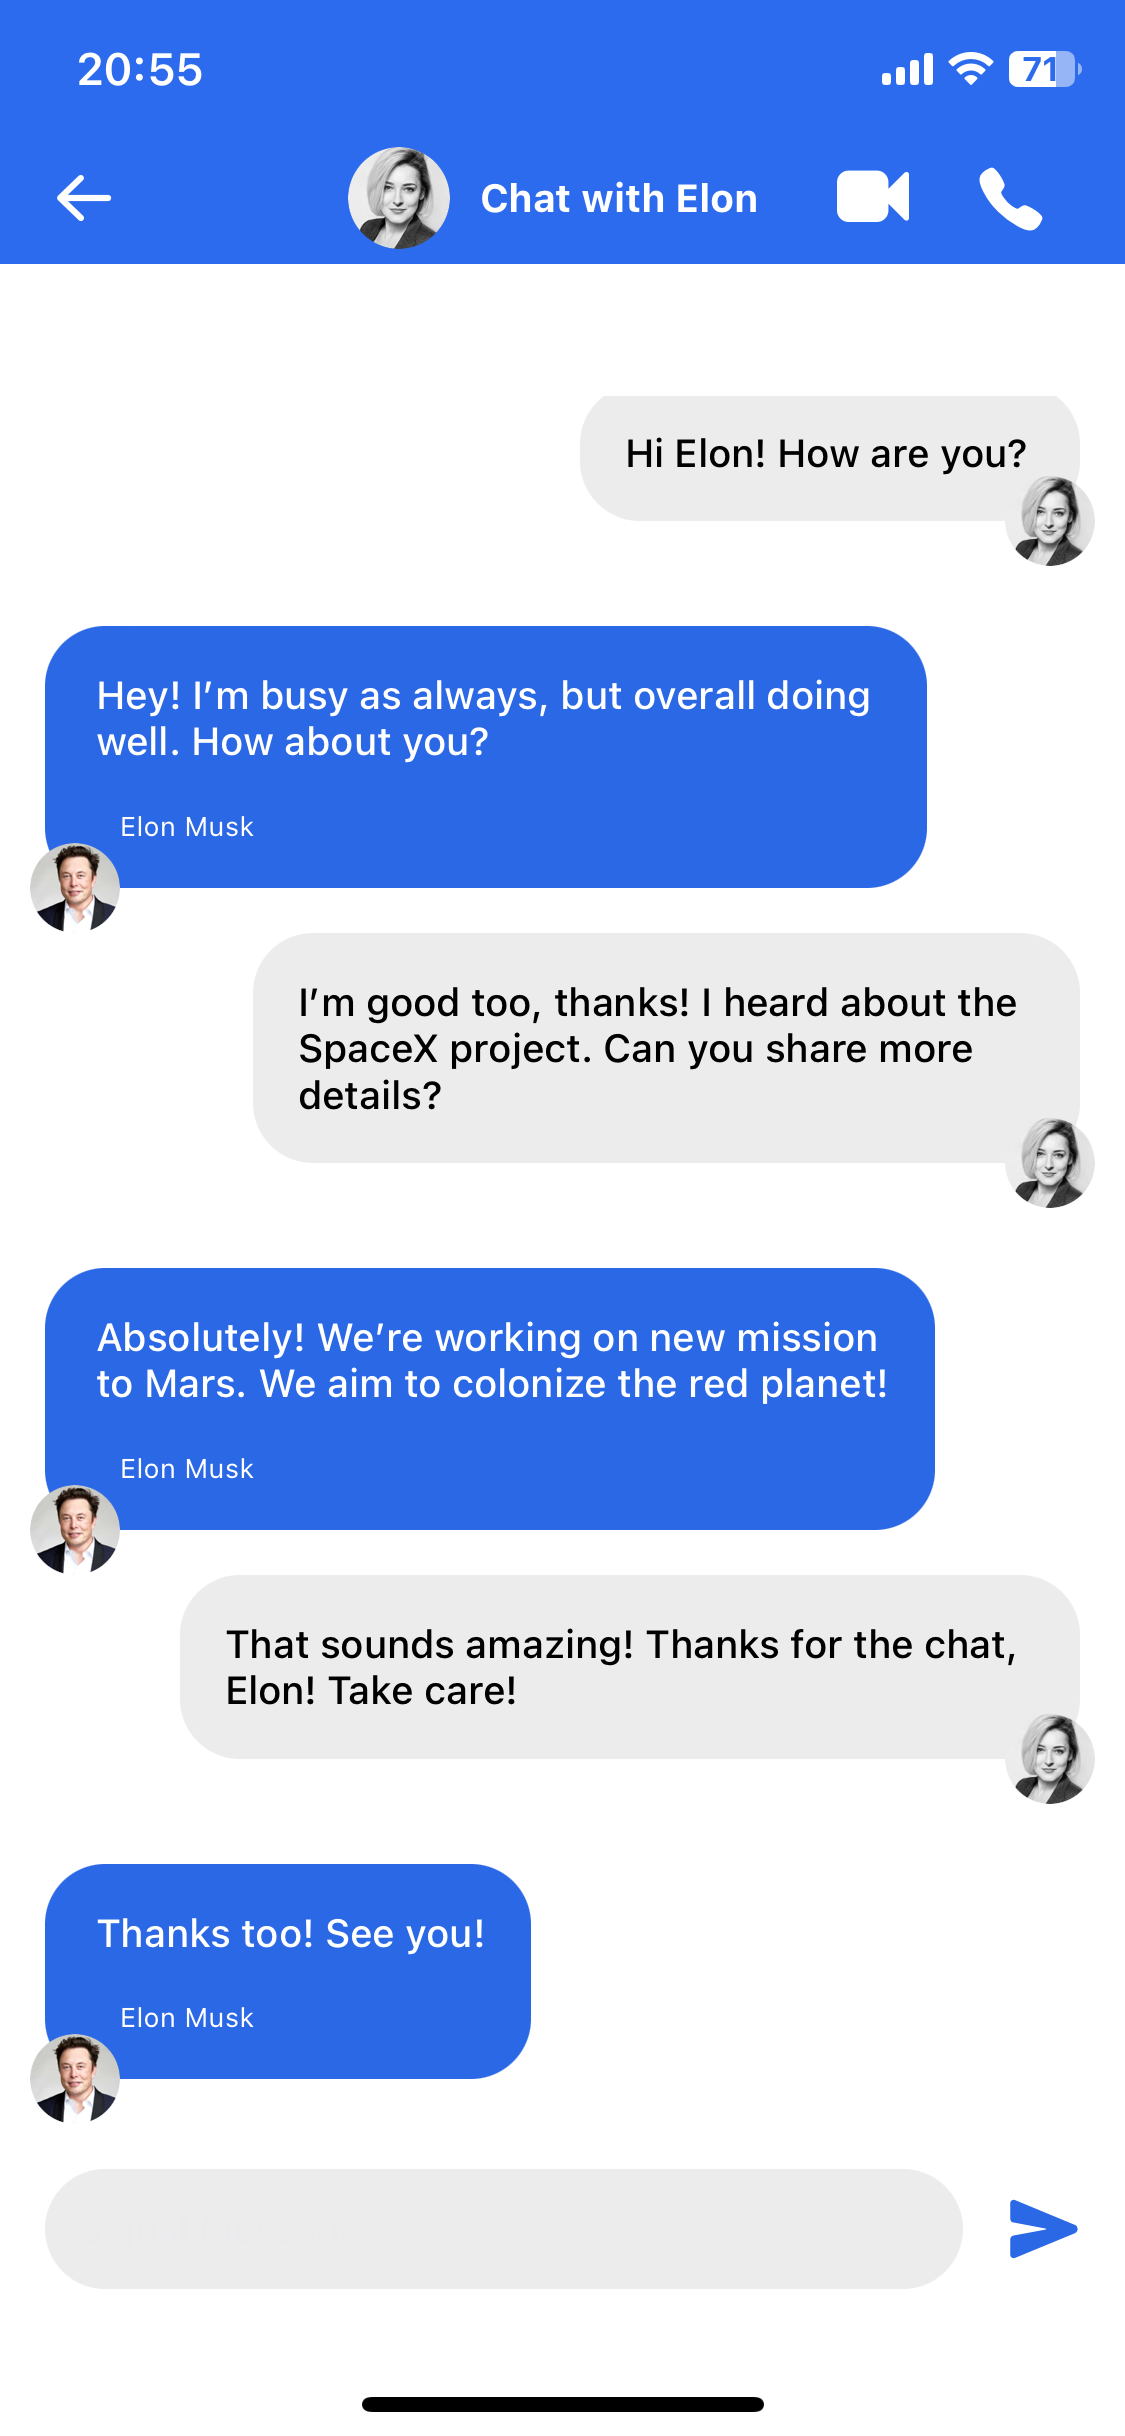 20:55
71
Chat with Elon
Hi Elon! How are you?
Hey! I’m busy as always, but overall doing
well. How about you?
Elon Musk
I’m good too, thanks! I heard about the
SpaceX project. Can you share more
details?
Absolutely! We’re working on new mission
to Mars. We aim to colonize the red planet!
Elon Musk
That sounds amazing! Thanks for the chat,
Elon! Take care!
Thanks too! See you!
Elon Musk